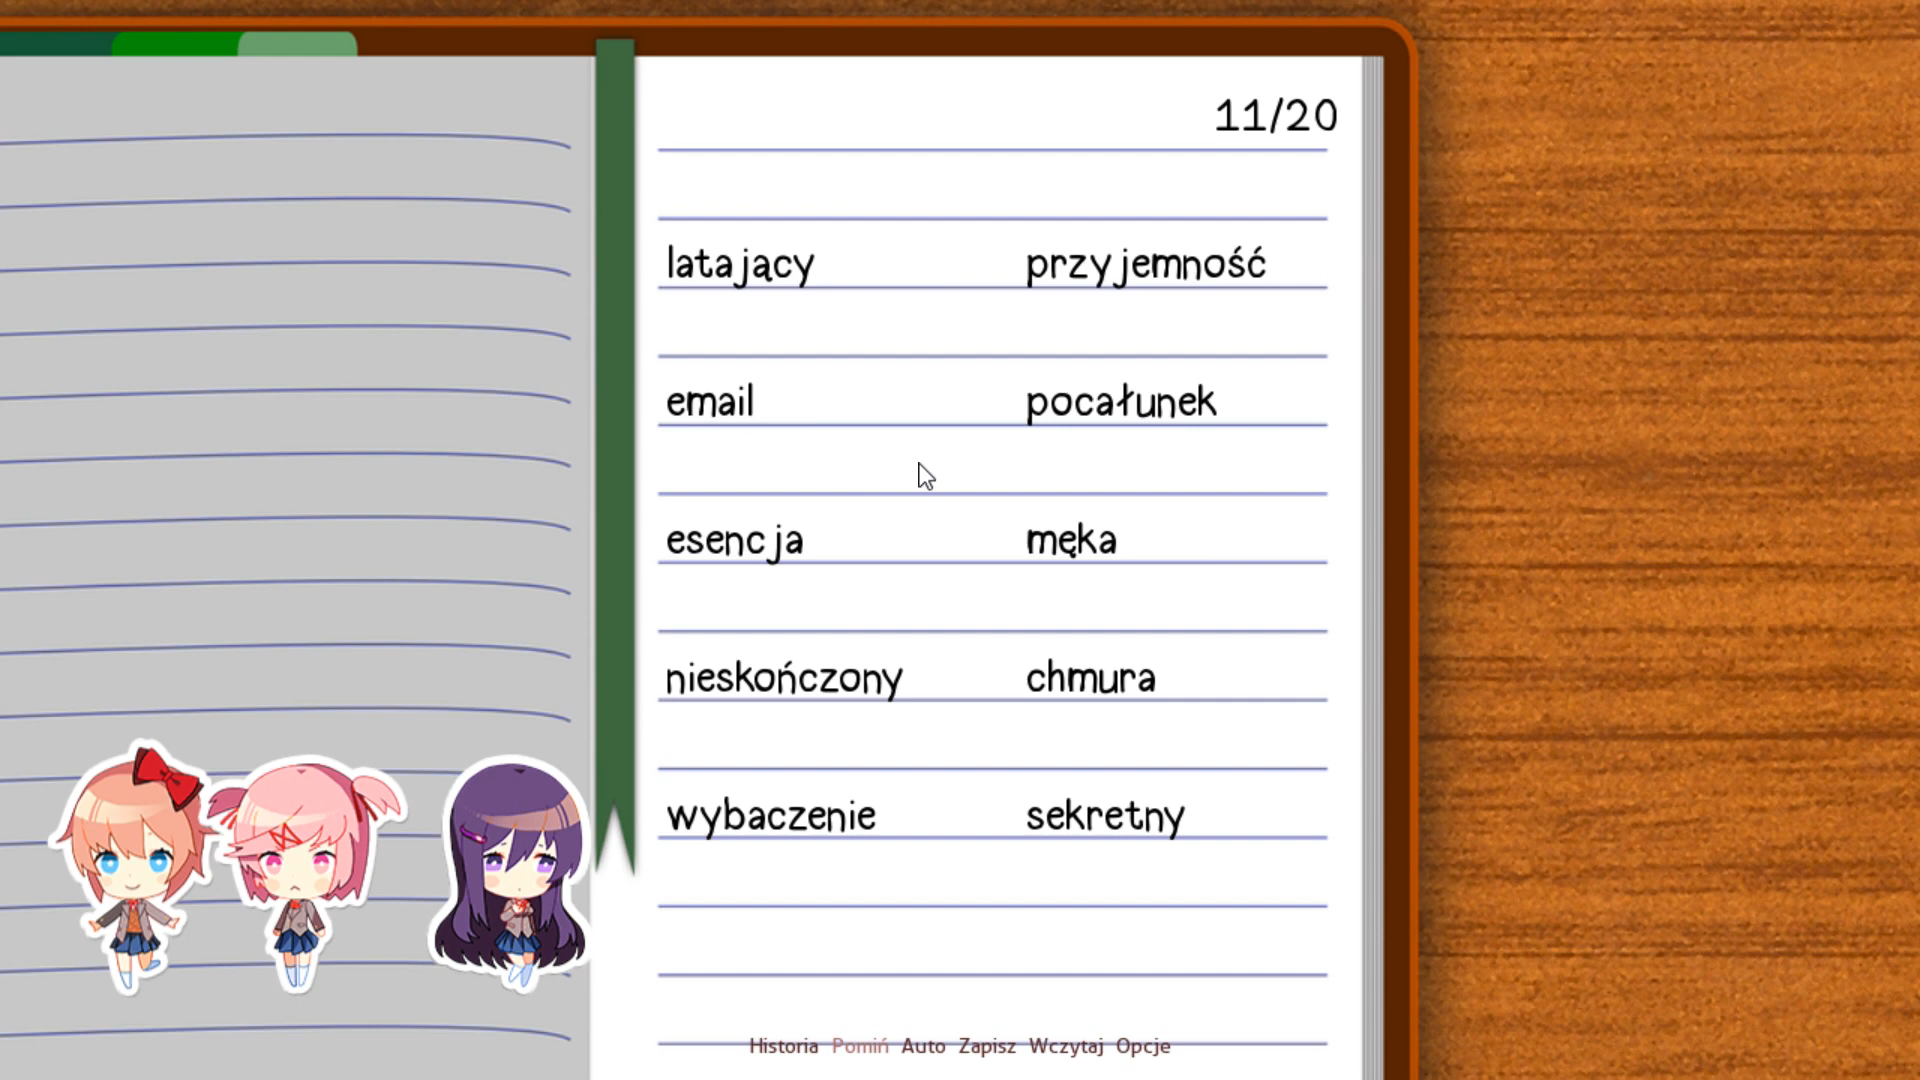 11/20
latający przyjemność
email pocałunek
esencja męka
nieskończony chmura
wybaczenie sekretny
Historia Pomiń Auto Zapisz Wczytaj Opcje